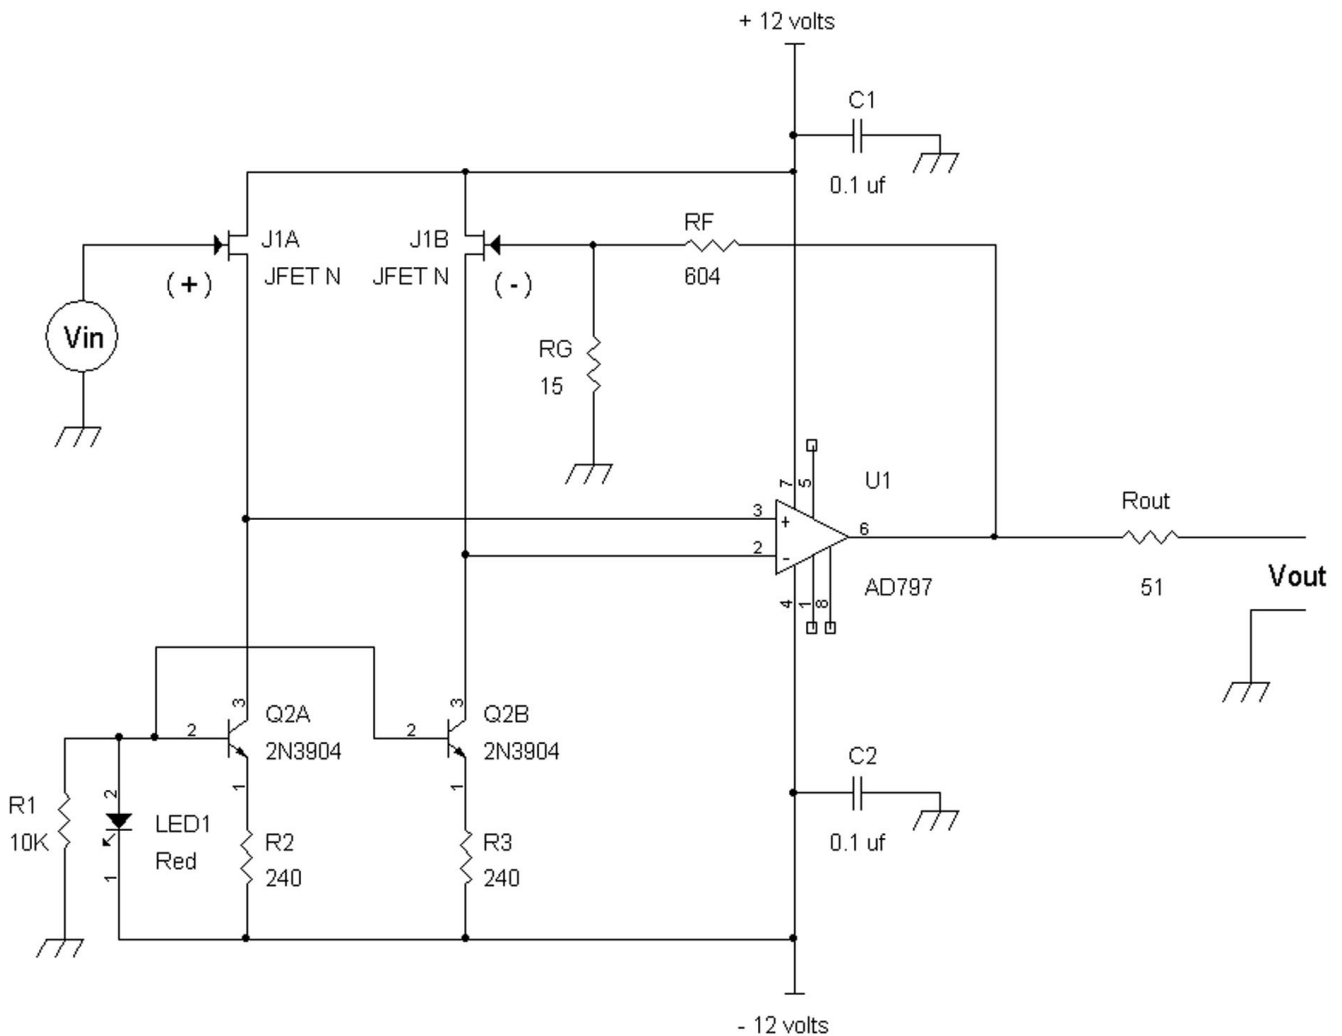 + 12 volts
C1
0.1 uf
J1A
JFET N
(+)
J1B
JFET N
(-)
RF
604
Vin
RG
15
7
5
U1
3
+
2
-
6
4
1
8
AD797
Rout
51
Vout
3
2
Q2A
2N3904
1
3
2
Q2B
2N3904
1
C2
0.1 uf
R1
10K
2
LED1
Red
1
R2
240
R3
240
- 12 volts